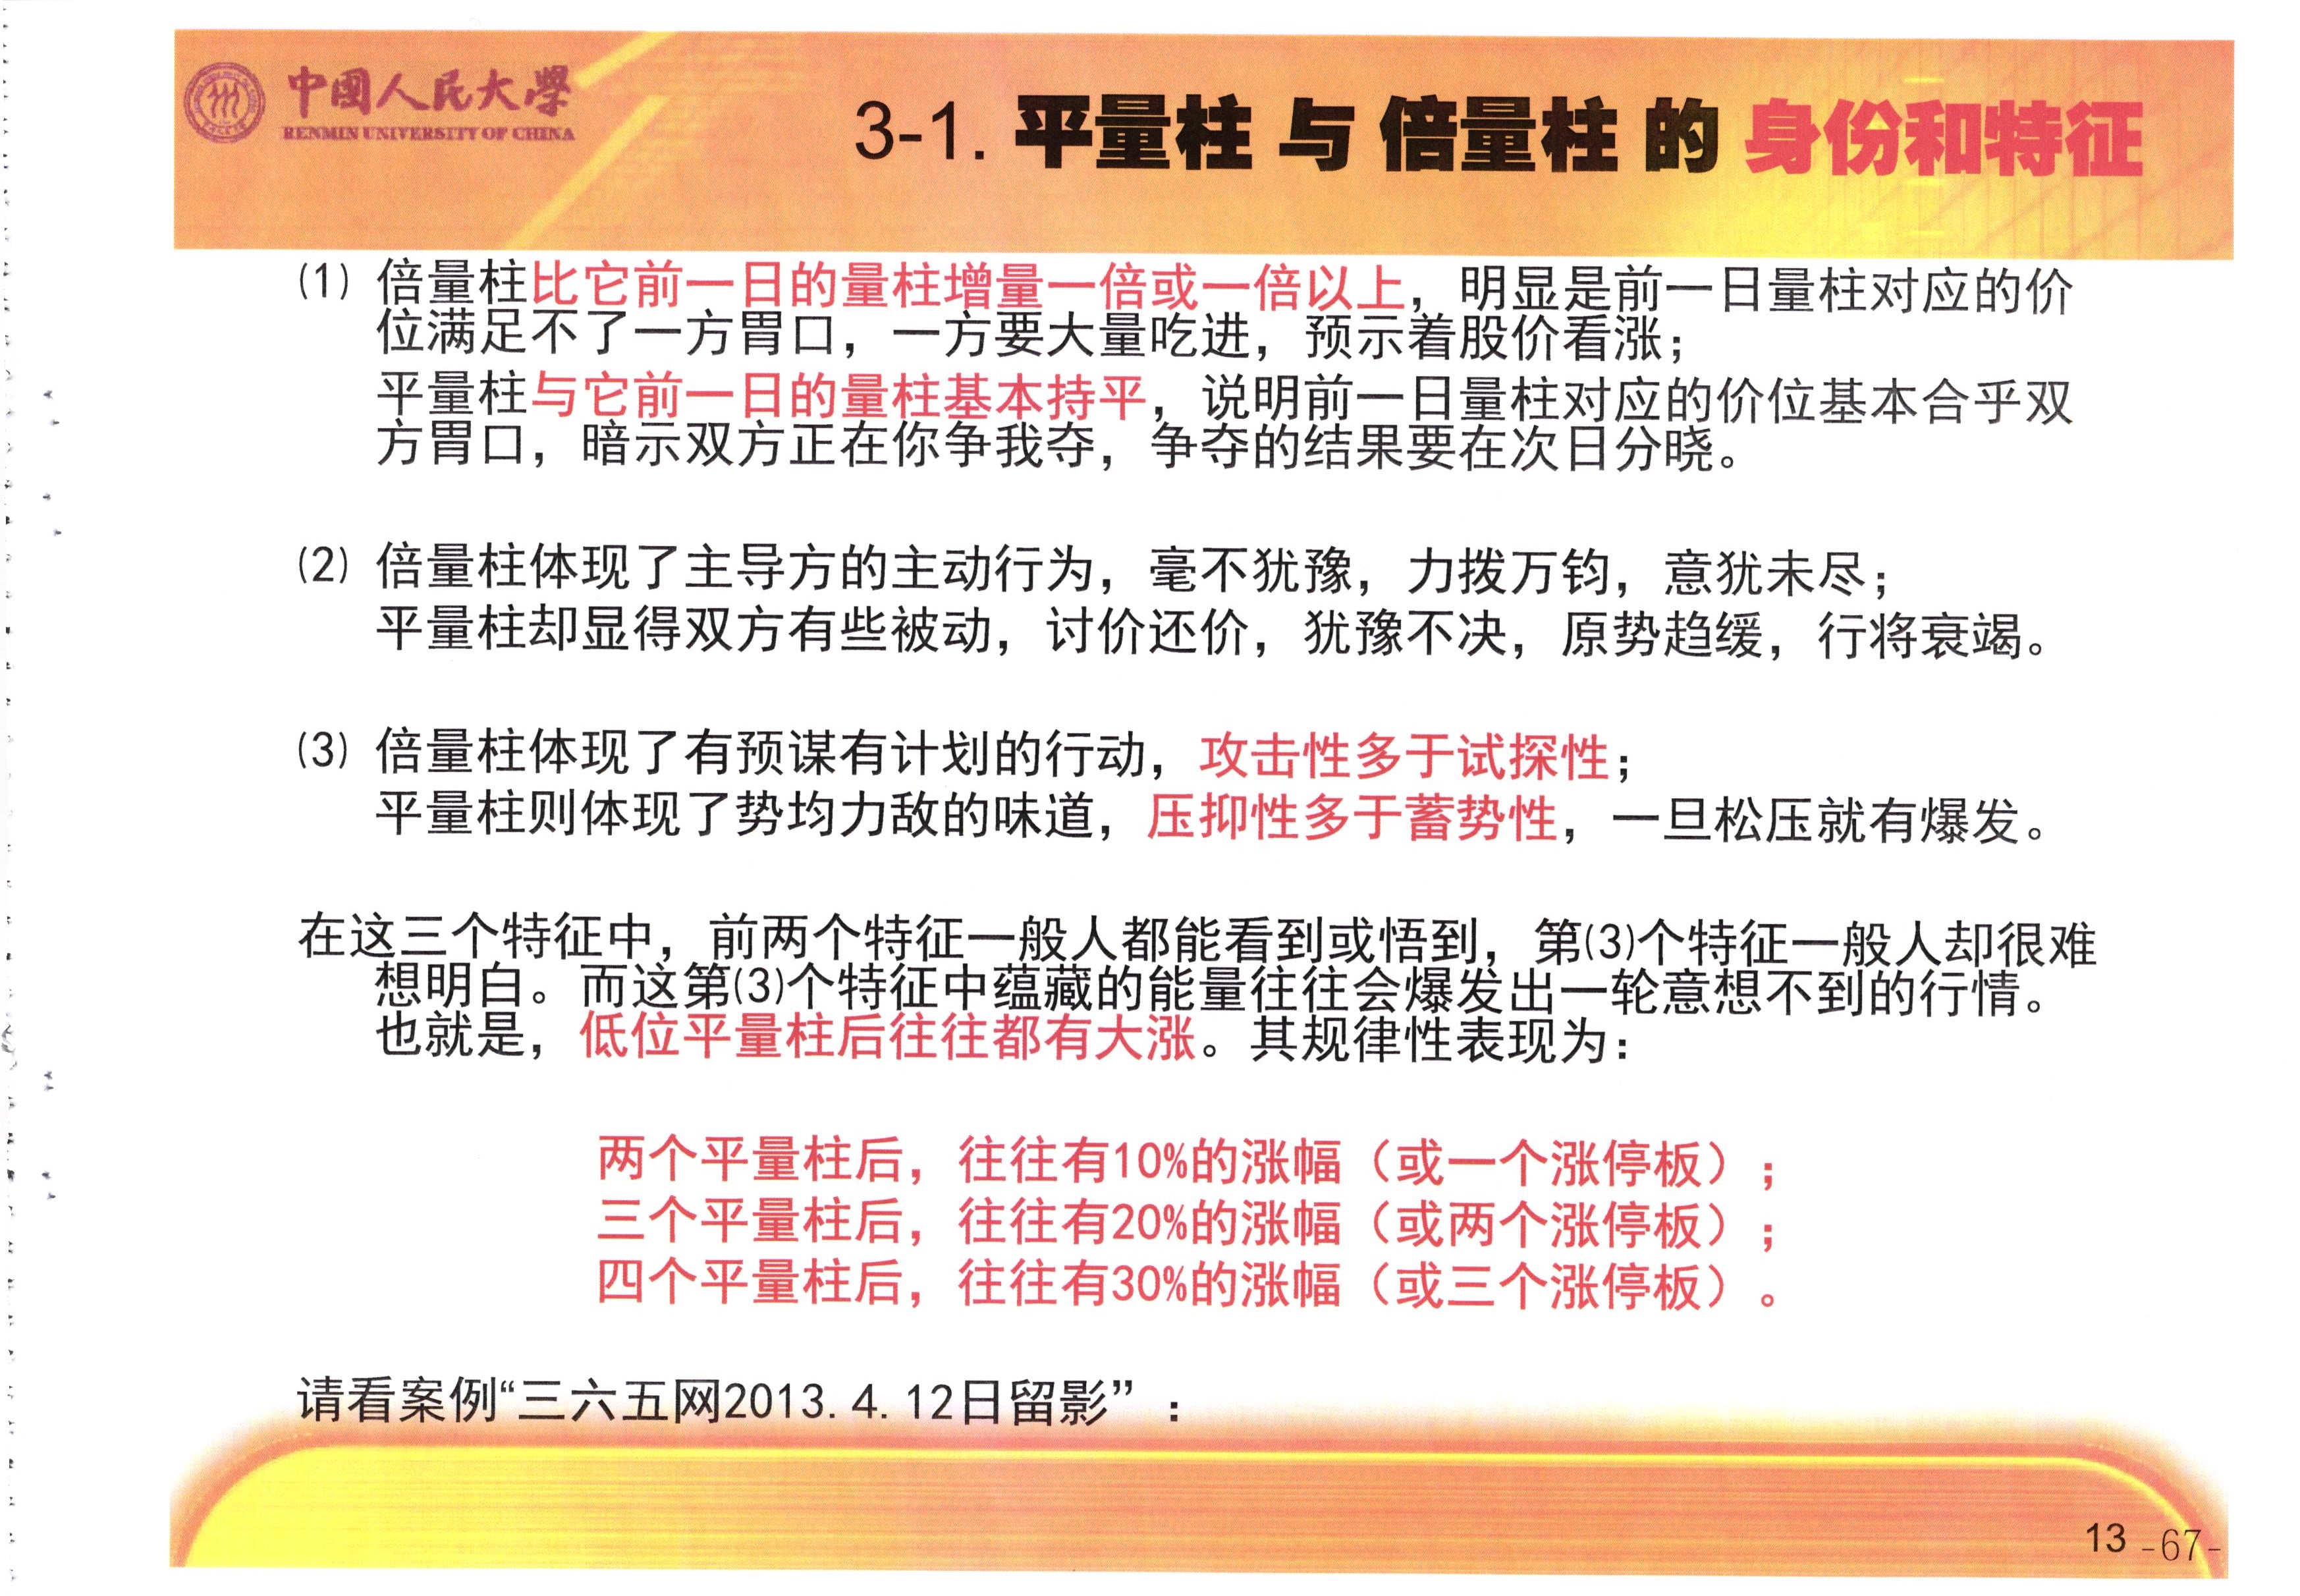 中國人民大學
RENMIN UNIVERSITY OF CHINA
3-1. 平量柱 与 倍量柱 的 身份和特征
(1) 倍量柱比它前一日的量柱增量一倍或一倍以上，明显是前一日量柱对应的价
位满足不了一方胃口，一方要大量吃进，预示着股价看涨；
平量柱与它前一日的量柱基本持平，说明前一日量柱对应的价位基本合乎双
方胃口，暗示双方正在你争我夺，争夺的结果要在次日分晓。
(2) 倍量柱体现了主导方的主动行为，毫不犹豫，力拨万钧，意犹未尽；
平量柱却显得双方有些被动，讨价还价，犹豫不决，原势趋缓，行将衰竭。
(3) 倍量柱体现了有预谋有计划的行动，攻击性多于试探性；
平量柱则体现了势均力敌的味道，压抑性多于蓄势性，一旦松压就有爆发。
在这三个特征中，前两个特征一般人都能看到或悟到，第(3)个特征一般人却很难
想明白。而这第(3)个特征中蕴藏的能量往往会爆发出一轮意想不到的行情。
也就是，低位平量柱后往往都有大涨。其规律性表现为：
两个平量柱后，往往有10%的涨幅（或一个涨停板）；
三个平量柱后，往往有20%的涨幅（或两个涨停板）；
四个平量柱后，往往有30%的涨幅（或三个涨停板）。
请看案例“三六五网2013.4.12日留影”：
13 -67-